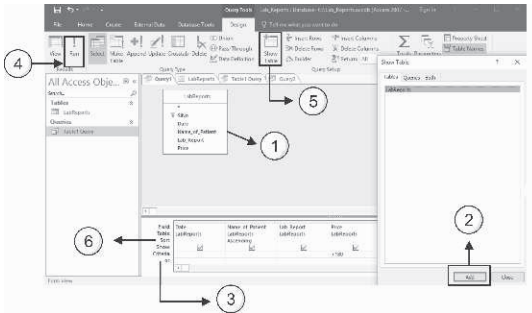 Query Tools
Lab_Reports : Database-
Tell me what you want to do
File Home Create External Data Database Tools Design
View Run Select Make Table Append Update Crosstab Delete
Union
Pass-Through
Data Definition
Show Table
Insert Rows
Delete Rows
Builder
Insert Columns
Delete Columns
Return: All
Property Sheet
Table Names
Results
Query Type
Query Setup
4
5
All Access Obje...
Search...
Tables
LabReports
Queries
Table1 Query
Query1
LabReports
Table1 Query
Query2
LabReports
*
Date
Name_of_Patient
Lab_Report
Price
1
Show Table
? ×
Tables Queries Both
LabReports
2
Add Close
Field: Date Name_of_Patient Lab_Report Price
Table: LabReports LabReports LabReports LabReports
Sort: Ascending
Show:
Criteria:
or:
6
3